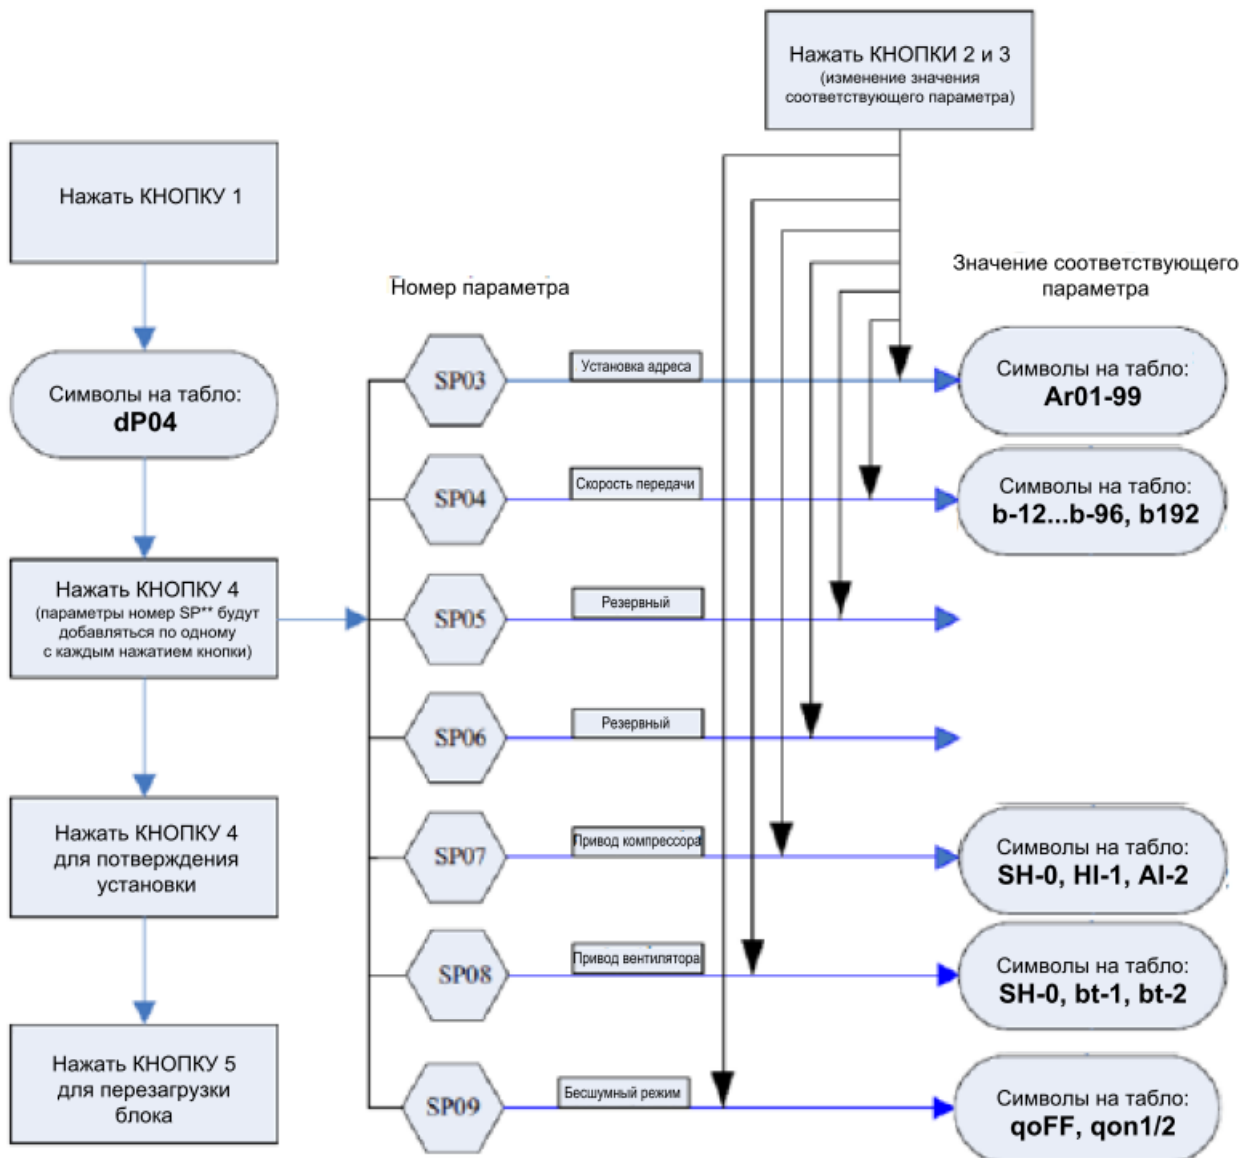 Нажать КНОПКИ 2 и 3
(изменение значения
соответствующего параметра)
Нажать КНОПКУ 1
Символы на табло:
dP04
Нажать КНОПКУ 4
(параметры номер SP** будут
добавляться по одному
с каждым нажатием кнопки)
Нажать КНОПКУ 4
для потверждения
установки
Нажать КНОПКУ 5
для перезагрузки
блока
Номер параметра
Значение соответствующего
параметра
SP03
Установка адреса
Символы на табло:
Ar01-99
SP04
Скорость передачи
Символы на табло:
b-12...b-96, b192
SP05
Резервный
SP06
Резервный
SP07
Привод компрессора
Символы на табло:
SH-0, HI-1, AI-2
SP08
Привод вентилятора
Символы на табло:
SH-0, bt-1, bt-2
SP09
Бесшумный режим
Символы на табло:
qoFF, qon1/2